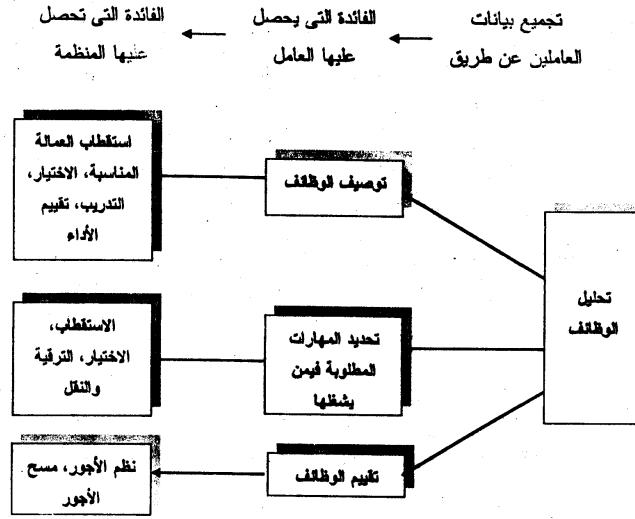 تجميع بيانات
العاملين عن طريق
الفائدة التى يحصل
عليها العامل
الفائدة التى تحصل
عليها المنظمة
تحليل
الوظائف
توصيف الوظائف
استقطاب العمالة
المناسبة، الاختيار،
التدريب، تقييم
الأداء
تحديد المهارات
المطلوبة فيمن
يشغلها
الاستقطاب،
الاختيار، الترقية
والنقل
تقييم الوظائف
نظم الأجور، مسح
الأجور